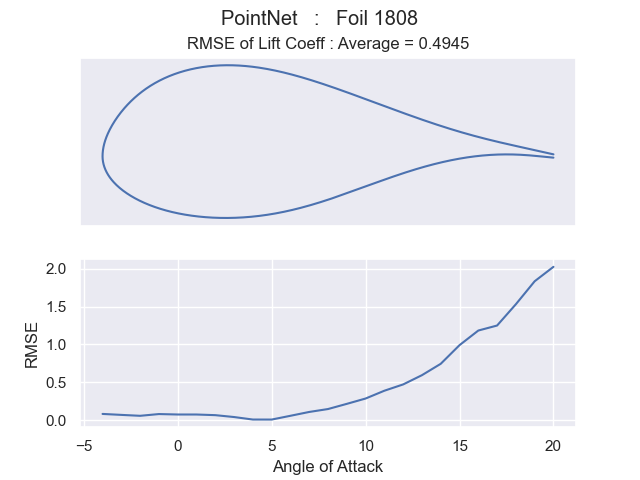 PointNet : Foil 1808
RMSE of Lift Coeff : Average = 0.4945
2.0
1.5
1.0
0.5
0.0
RMSE
−5 0 5 10 15 20
Angle of Attack